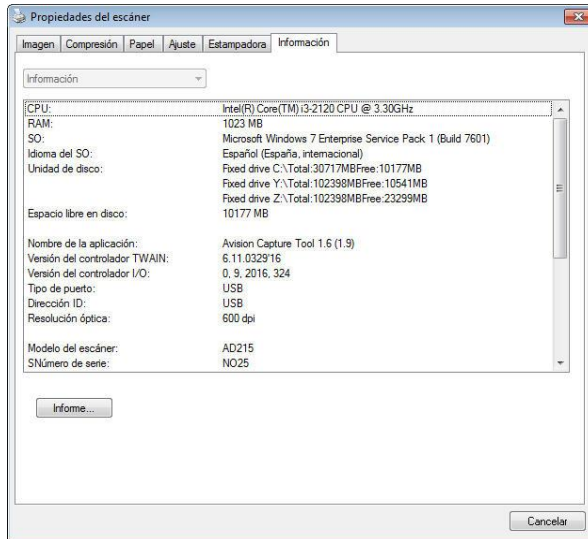 Propiedades del escáner
Imagen Compresión Papel Ajuste Estampadora Información
Información
CPU: Intel(R) Core(TM) i3-2120 CPU @ 3.30GHz
RAM: 1023 MB
SO: Microsoft Windows 7 Enterprise Service Pack 1 (Build 7601)
Idioma del SO: Español (España, internacional)
Unidad de disco: Fixed drive C:\Total:30717MBFree:10177MB
Fixed drive Y:\Total:102398MBFree:10541MB
Fixed drive Z:\Total:102398MBFree:23299MB
Espacio libre en disco: 10177 MB
Nombre de la aplicación: Avision Capture Tool 1.6 (1.9)
Versión del controlador TWAIN: 6.11.0329'16
Versión del controlador I/O: 0, 9, 2016, 324
Tipo de puerto: USB
Dirección ID: USB
Resolución óptica: 600 dpi
Modelo del escáner: AD215
SNúmero de serie: NO25
Informe...
Cancelar